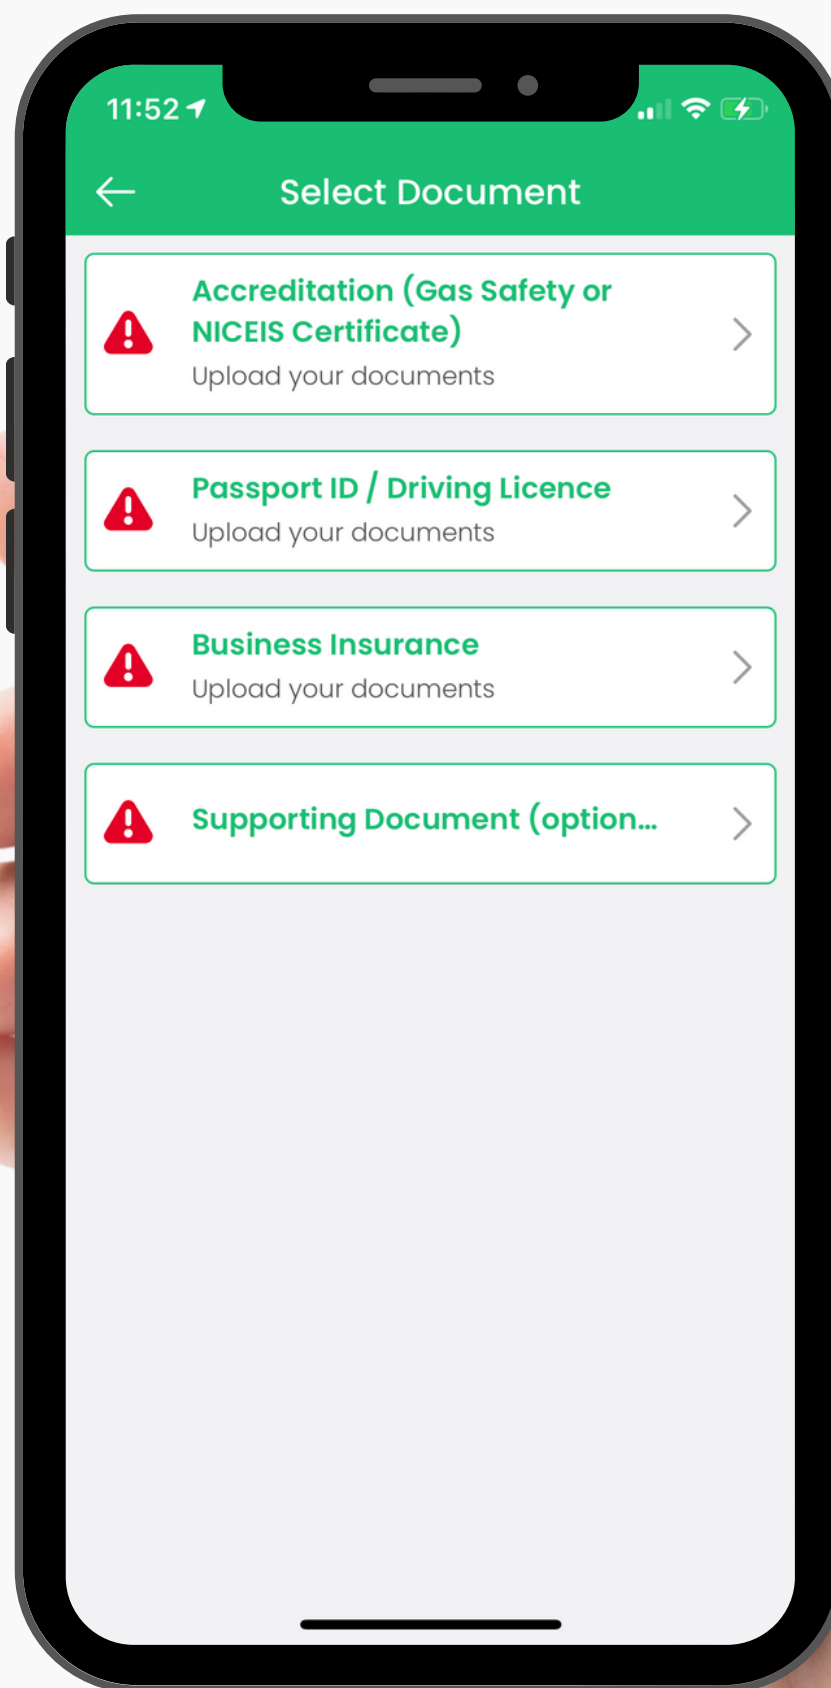 11:52
Select Document
Accreditation (Gas Safety or
NICEIS Certificate)
Upload your documents
Passport ID / Driving Licence
Upload your documents
Business Insurance
Upload your documents
Supporting Document (option...